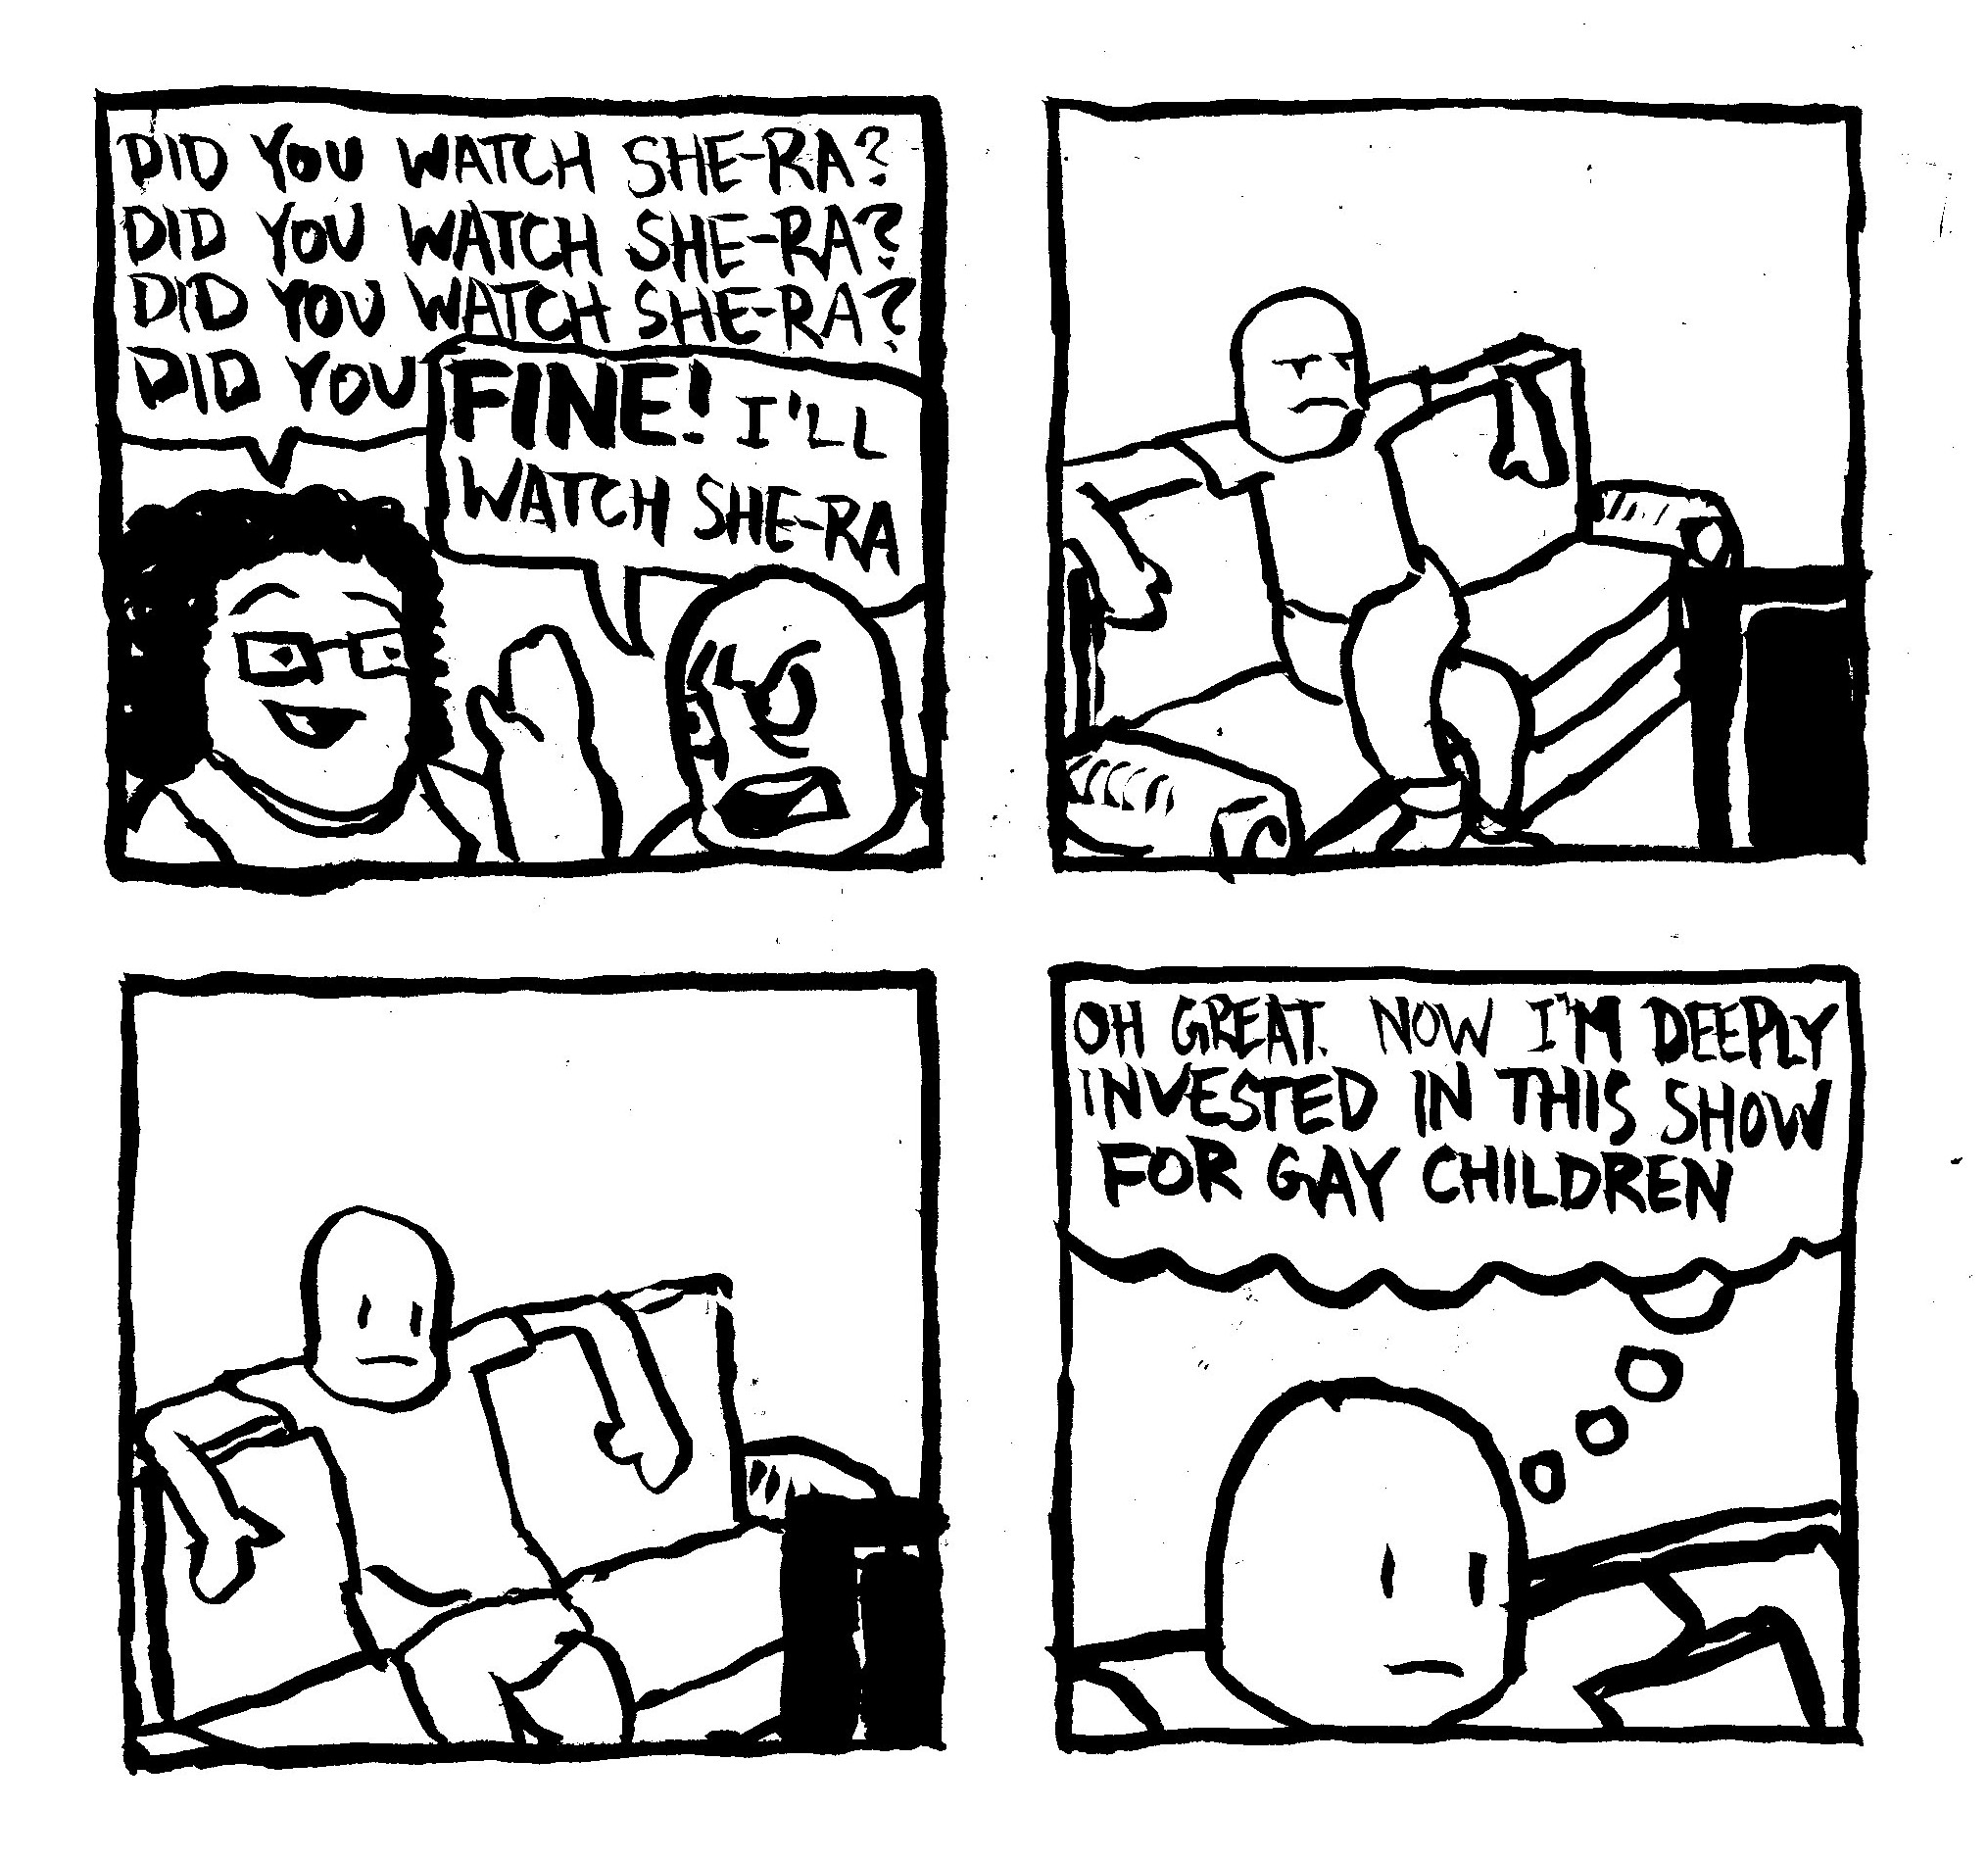 DID YOU WATCH SHE-RA?
DID YOU WATCH SHE-RA?
DID YOU WATCH SHE-RA?
DID YOU
FINE! I'LL
WATCH SHE-RA
OH GREAT. NOW I'M DEEPLY
INVESTED IN THIS SHOW
FOR GAY CHILDREN